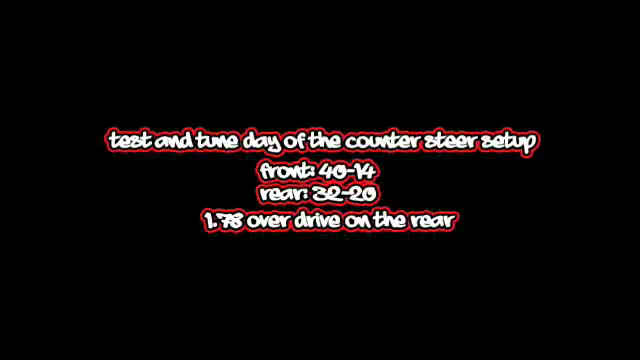 test and tune day of the counter steer setup
front: 40-14
rear: 32-20
1.78 over drive on the rear